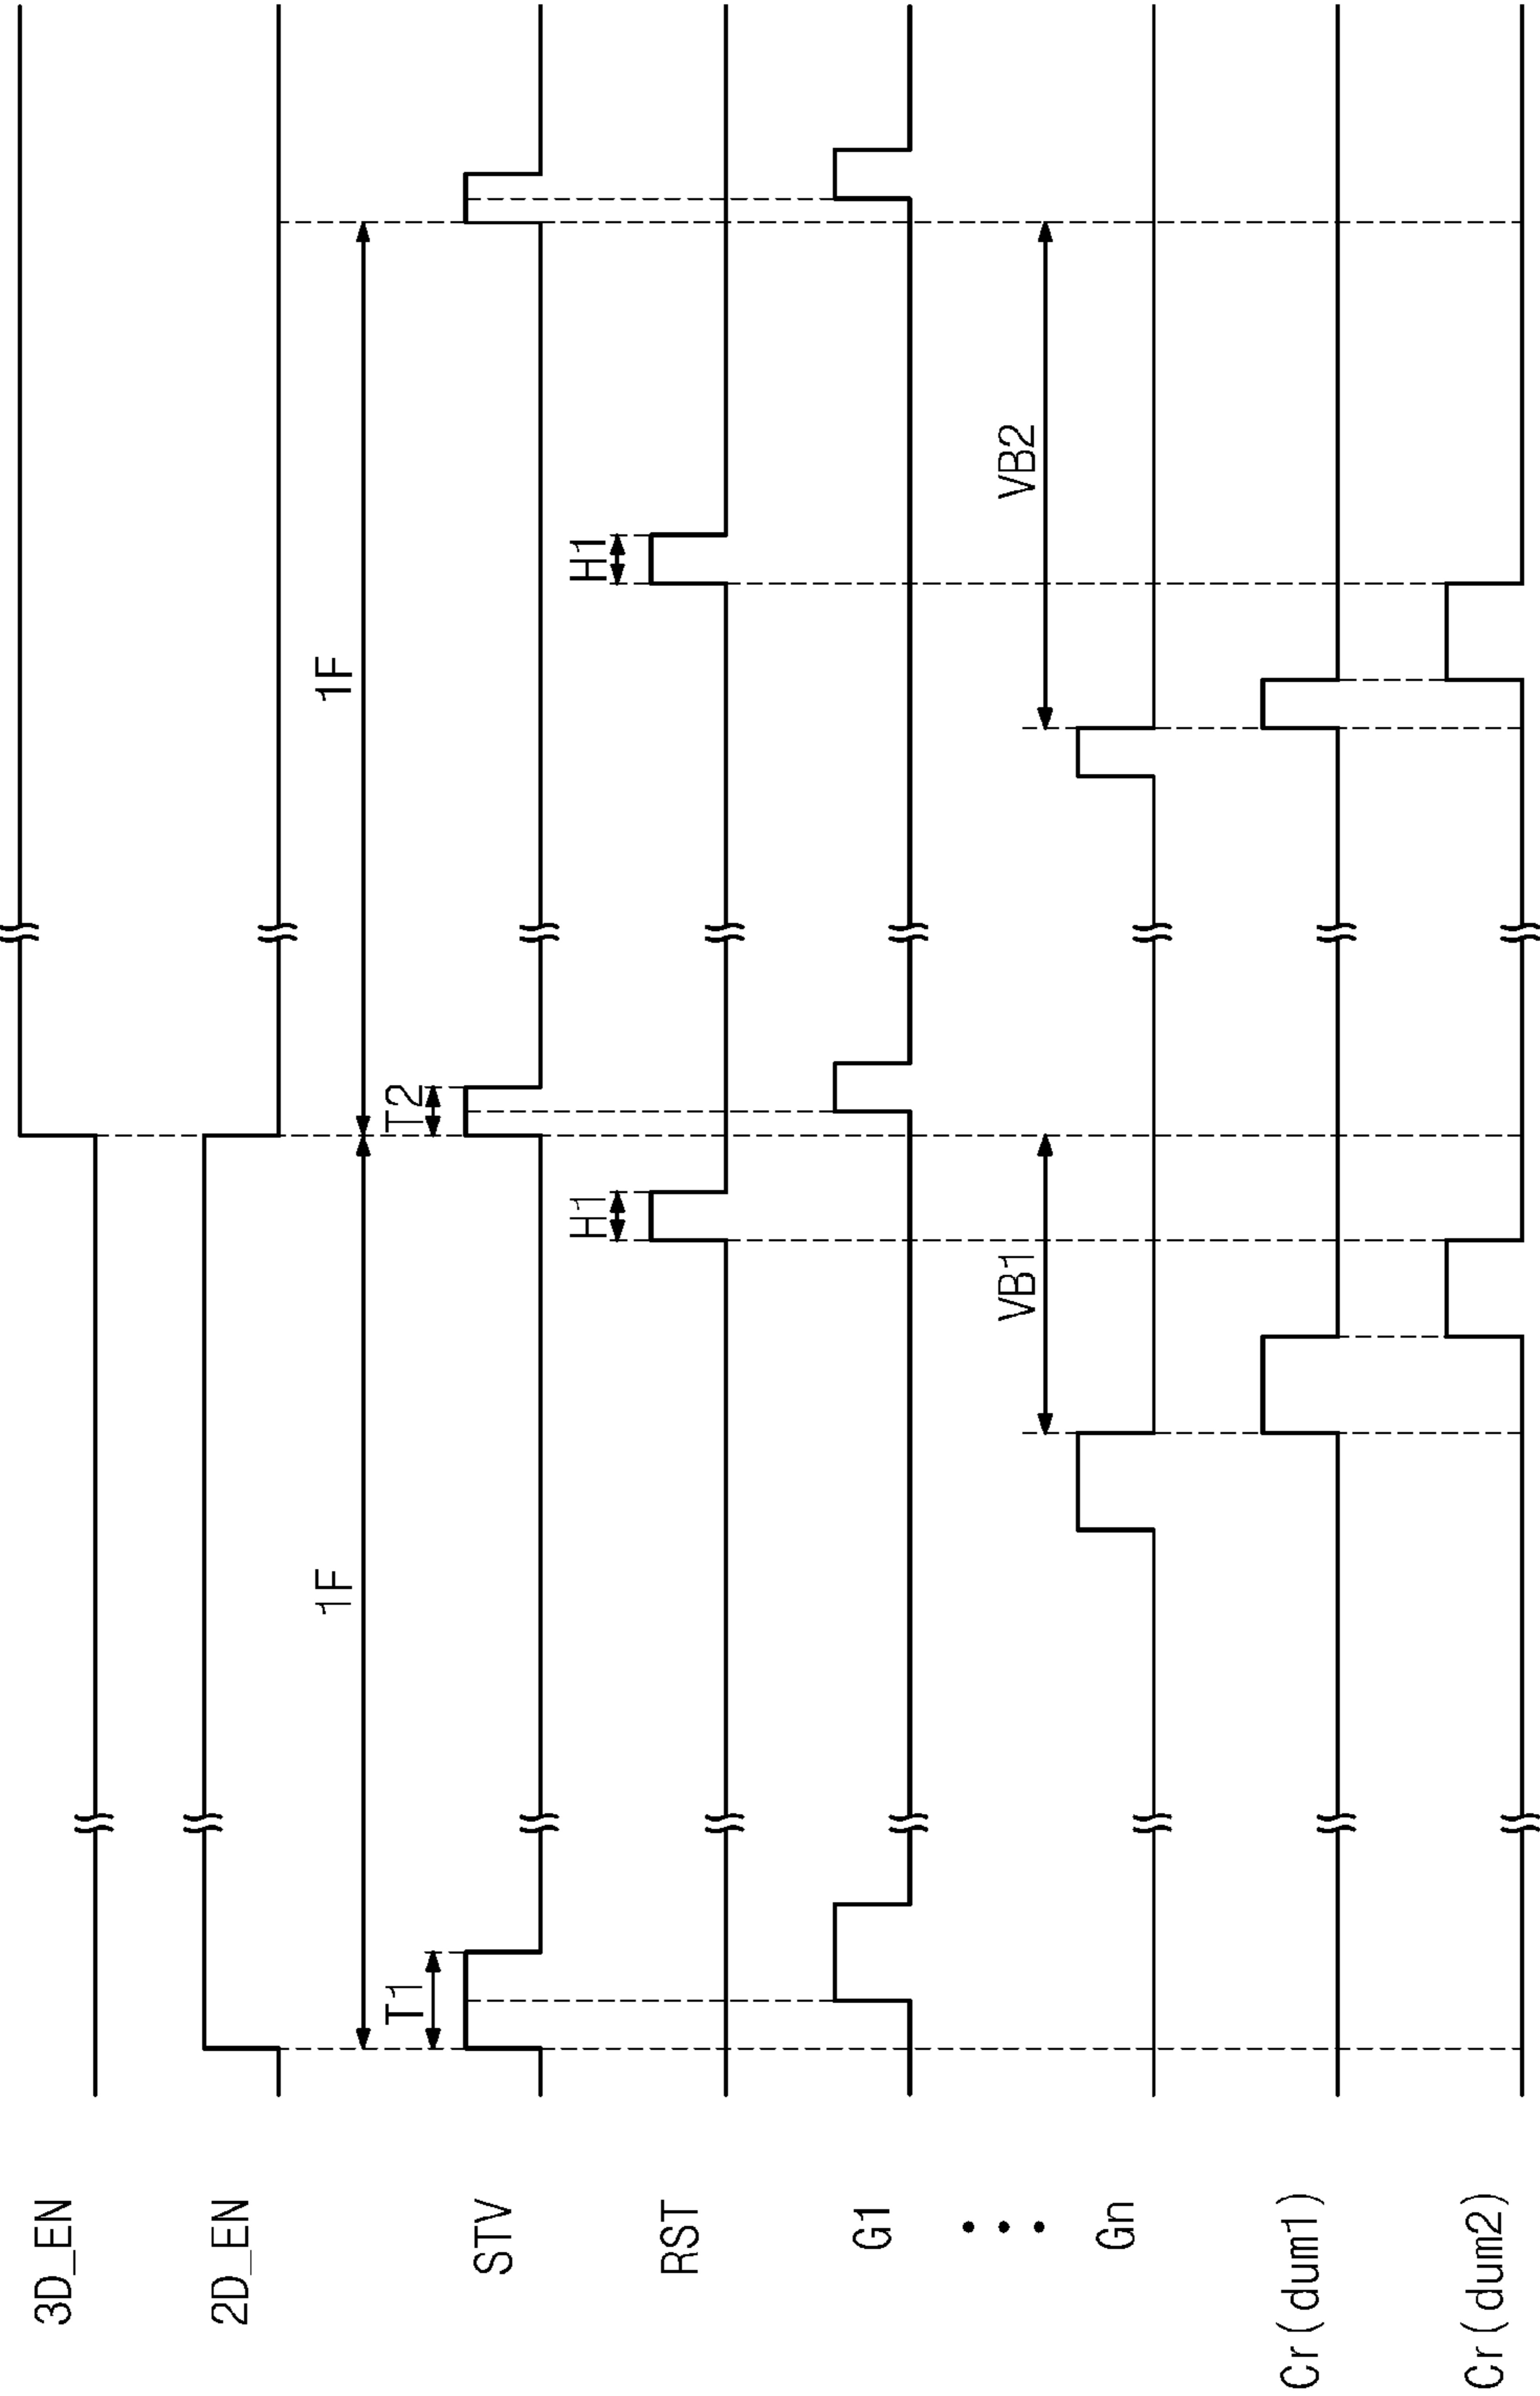 3D_EN
2D_EN
1F 1F
T1 T2
STV
H1 H1
RST
G1
VB1 VB2
Gn
Cr(dum1)
Cr(dum2)